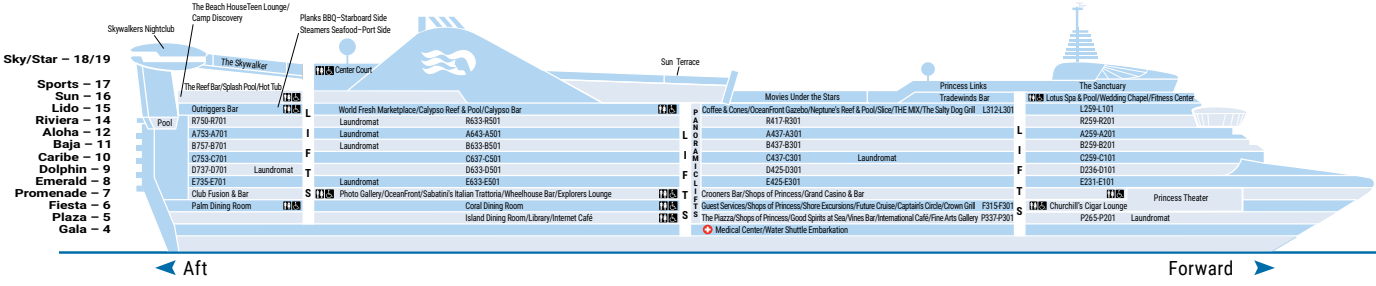 The Beach HouseTeen Lounge/
Camp Discovery
Skywalkers Nightclub
Planks BBQ–Starboard Side
Steamers Seafood–Port Side
Sky/Star – 18/19
The Skywalker
Center Court
Sun Terrace
Sports – 17
The Reef Bar/Splash Pool/Hot Tub
Princess Links
The Sanctuary
Sun – 16
Movies Under the Stars
Tradewinds Bar
Lotus Spa & Pool/Wedding Chapel/Fitness Center
Lido – 15
Outriggers Bar
World Fresh Marketplace/Calypso Reef & Pool/Calypso Bar
Coffee & Cones/OceanFront Gazebo/Neptune's Reef & Pool/Slice/THE MIX/The Salty Dog Grill L312-L301
L259-L101
Riviera – 14
Pool
R750-R701
Laundromat
R633-R501
R417-R301
R259-R201
Aloha – 12
A753-A701
Laundromat
A643-A501
A437-A301
A259-A201
Baja – 11
B757-B701
Laundromat
B633-B501
B437-B301
B259-B201
Caribe – 10
C753-C701
C637-C501
C437-C301
Laundromat
C259-C101
Dolphin – 9
D737-D701
Laundromat
D633-D501
D425-D301
D236-D101
Emerald – 8
E735-E701
Laundromat
E633-E501
E425-E301
E231-E101
Promenade – 7
Club Fusion & Bar
Photo Gallery/OceanFront/Sabatini's Italian Trattoria/Wheelhouse Bar/Explorers Lounge
Crooners Bar/Shops of Princess/Grand Casino & Bar
Princess Theater
Fiesta – 6
Palm Dining Room
Coral Dining Room
Guest Services/Shops of Princess/Shore Excursions/Future Cruise/Captain's Circle/Crown Grill F315-F301
Churchill's Cigar Lounge
Plaza – 5
Island Dining Room/Library/Internet Café
The Piazza/Shops of Princess/Good Spirits at Sea/Vines Bar/International Café/Fine Arts Gallery P337-P301
P265-P201
Laundromat
Gala – 4
Medical Center/Water Shuttle Embarkation
LIFTS
LIFTS
PANORAMIC LIFTS
LIFTS
Aft
Forward